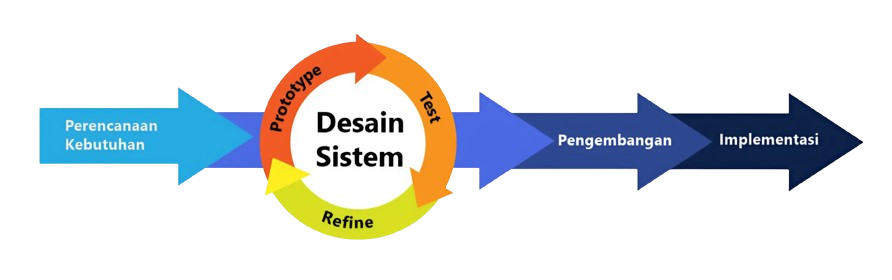 Perencanaan
Kebutuhan
Prototype
Test
Refine
Desain
Sistem
Pengembangan
Implementasi